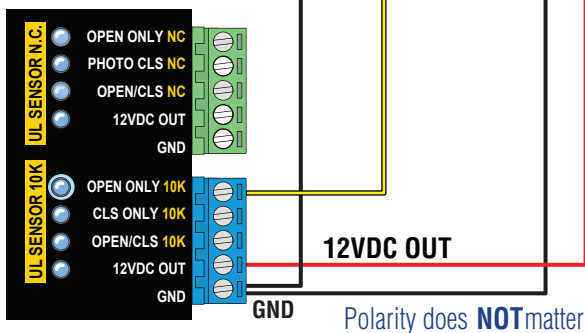 UL SENSOR N.C.
OPEN ONLY NC
PHOTO CLS NC
OPEN/CLS NC
12VDC OUT
GND
UL SENSOR 10K
OPEN ONLY 10K
CLS ONLY 10K
OPEN/CLS 10K
12VDC OUT
GND
12VDC OUT
GND
Polarity does NOT matter